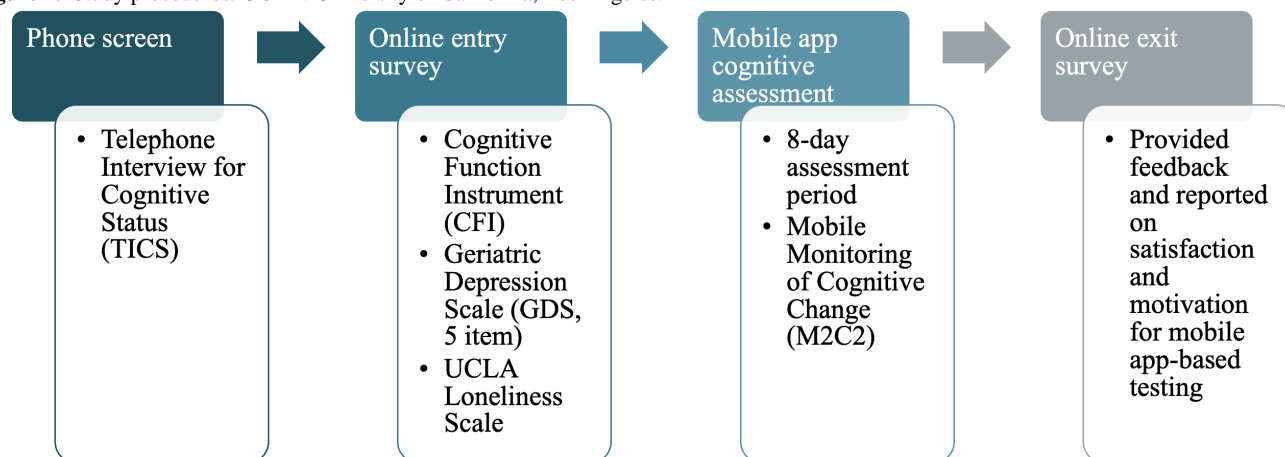 Phone screen
Telephone
Interview for
Cognitive
Status
(TICS)
Online entry
survey
Cognitive
Function
Instrument
(CFI)
Geriatric
Depression
Scale (GDS,
5 item)
UCLA
Loneliness
Scale
Mobile app
cognitive
assessment
8-day
assessment
period
Mobile
Monitoring
of Cognitive
Change
(M2C2)
Online exit
survey
Provided
feedback
and reported
on
satisfaction
and
motivation
for mobile
app-based
testing